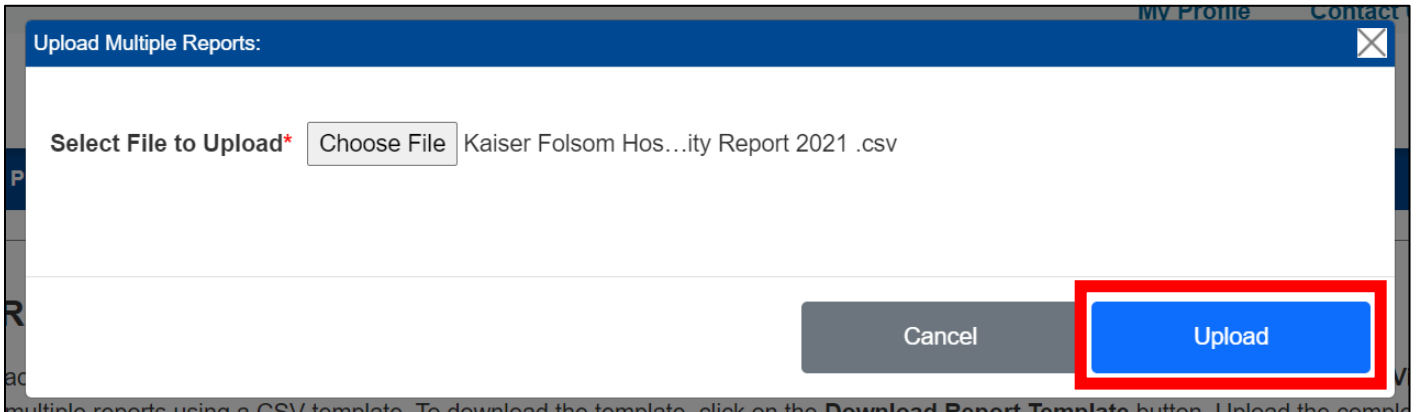 My Profile Contact
Upload Multiple Reports:
Select File to Upload* Choose File Kaiser Folsom Hos…ity Report 2021 .csv
Cancel Upload
multiple reports using a CSV template. To download the template, click on the Download Report Template button. Upload the comple